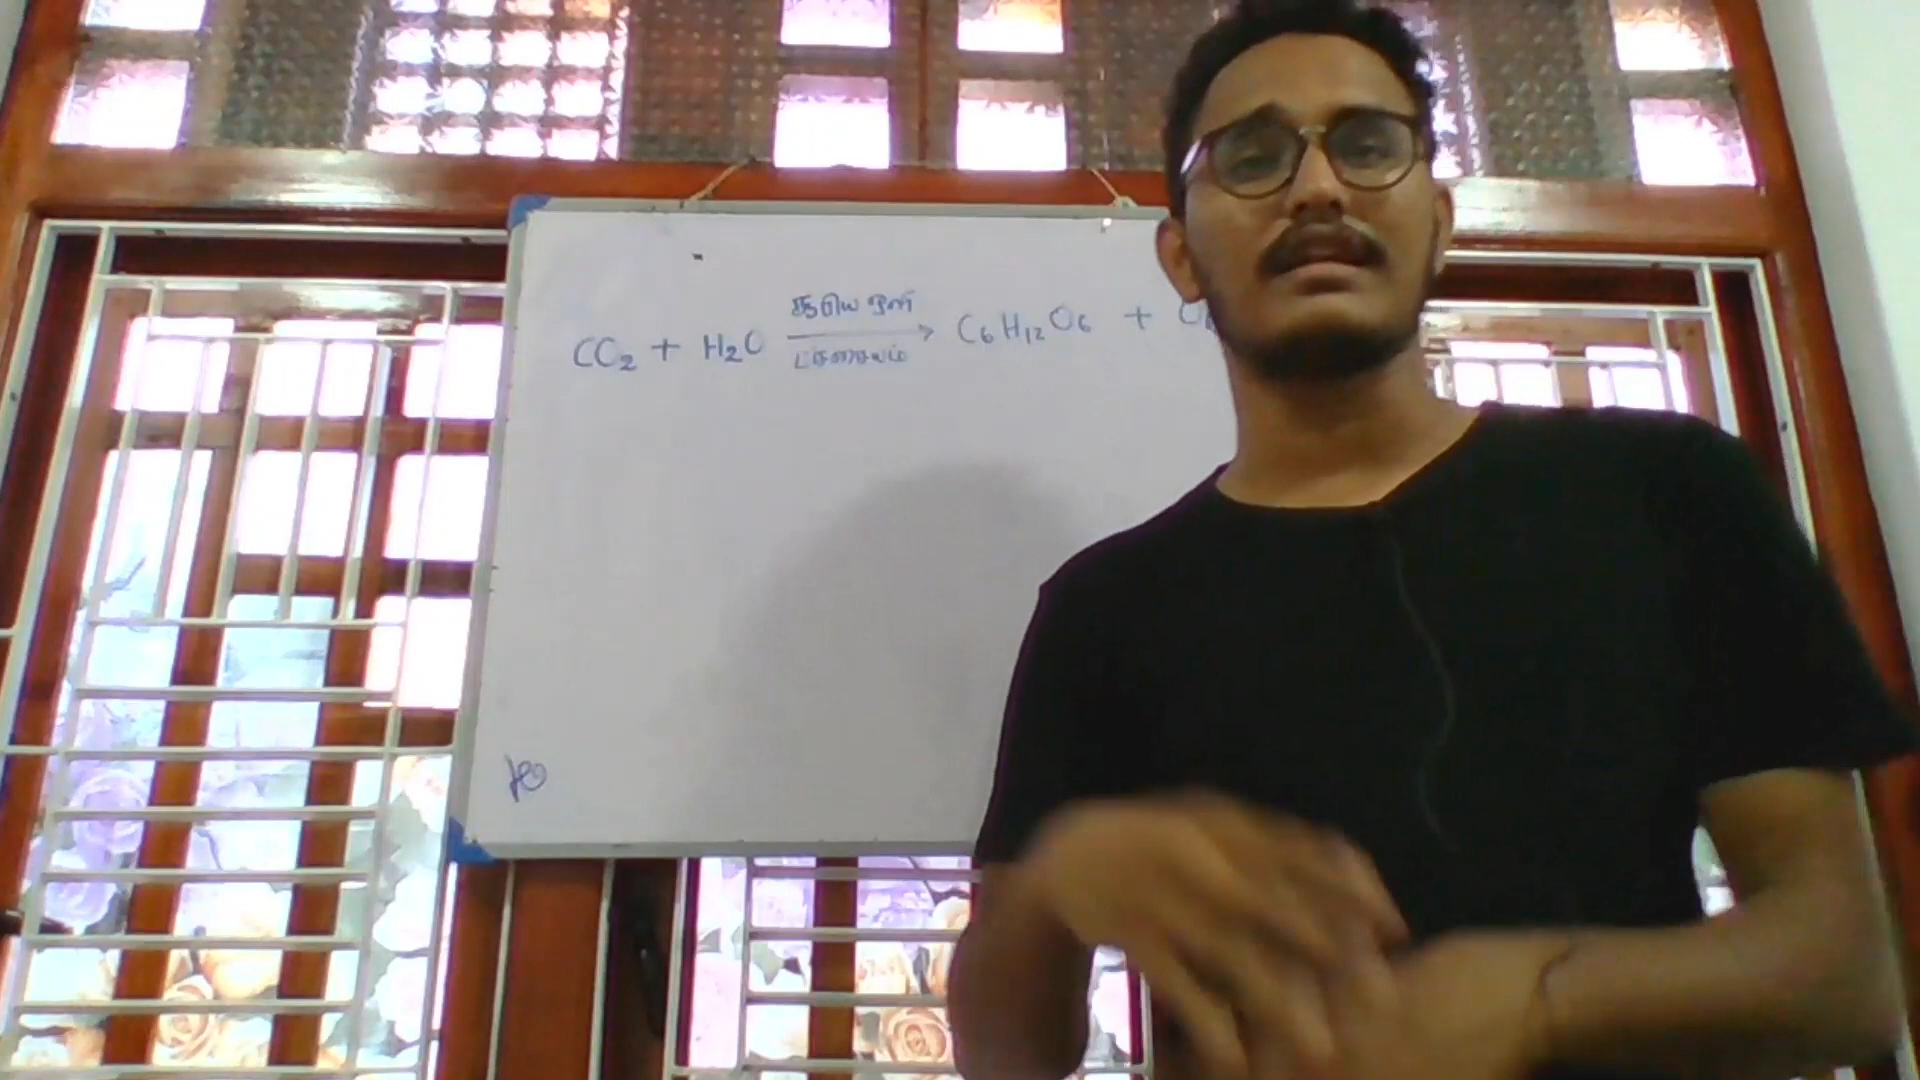 சூரிய ஒளி
CO₂ + H₂O → C₆H₁₂O₆ + O
பச்சையம்